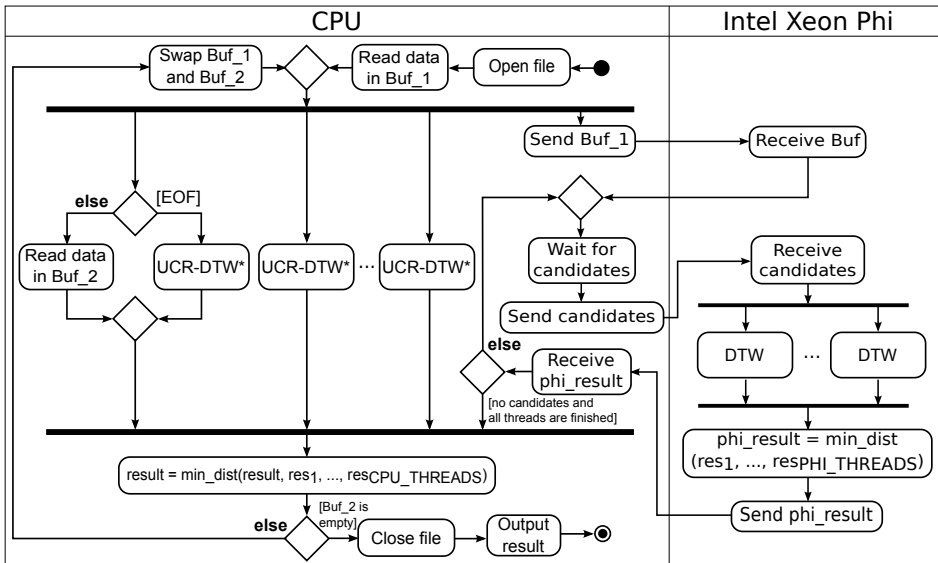 CPU
Intel Xeon Phi
Swap Buf_1
and Buf_2
Read data
in Buf_1
Open file
Send Buf_1
Receive Buf
else
[EOF]
Read data
in Buf_2
UCR-DTW*
UCR-DTW*
...
UCR-DTW*
Wait for
candidates
Receive
candidates
Send candidates
else
Receive
phi_result
DTW
...
DTW
[no candidates and
all threads are finished]
phi_result = min_dist
(res1, ..., resPHI_THREADS)
result = min_dist(result, res1, ..., resCPU_THREADS)
Send phi_result
else
[Buf_2 is
empty]
Close file
Output
result